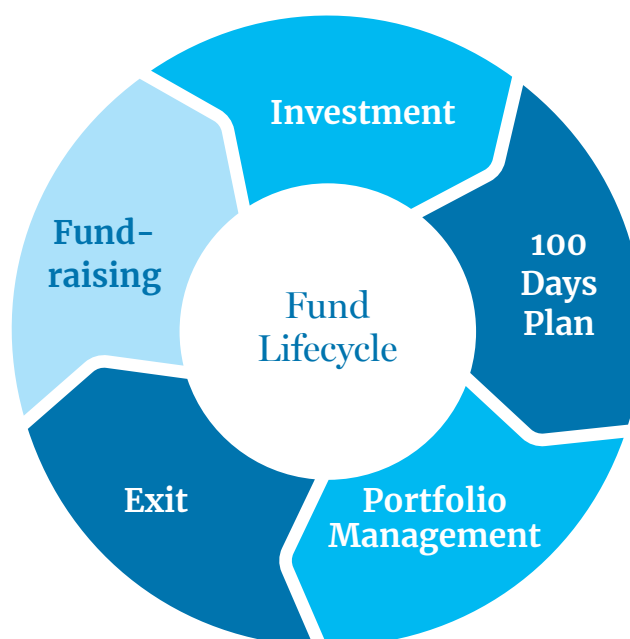 Investment
100
Days
Plan
Portfolio
Management
Exit
Fund-
raising
Fund
Lifecycle